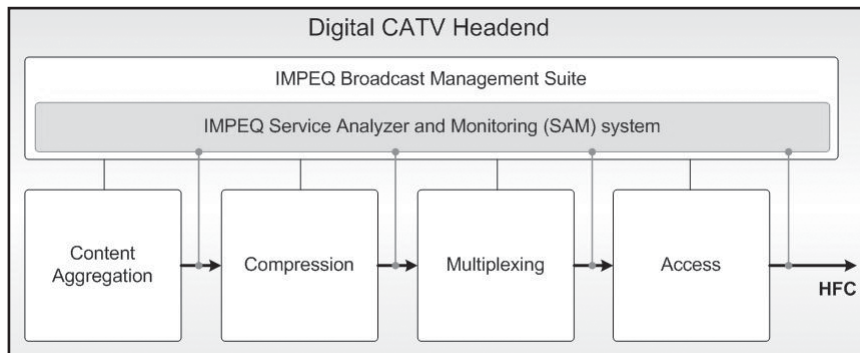 Digital CATV Headend
IMPEQ Broadcast Management Suite
IMPEQ Service Analyzer and Monitoring (SAM) system
Content
Aggregation
Compression
Multiplexing
Access
HFC